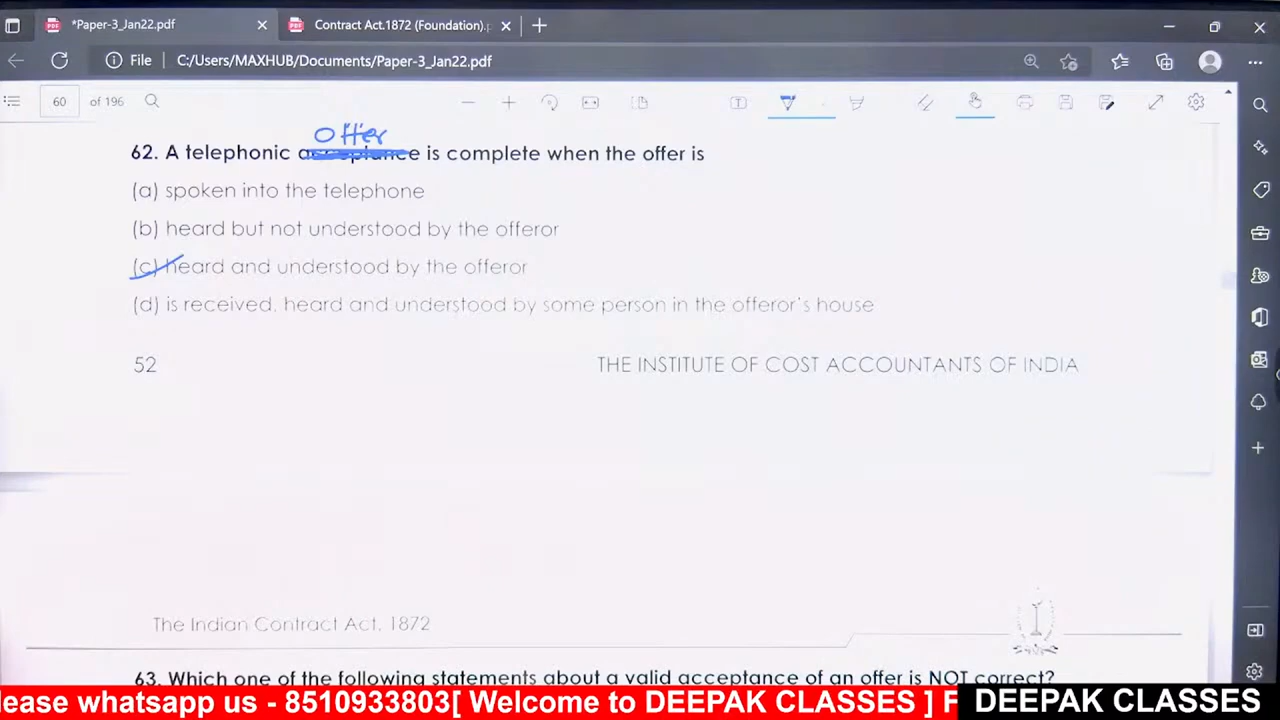 *Paper-3_Jan22.pdf
Contract Act.1872 (Foundation).p
File C:/Users/MAXHUB/Documents/Paper-3_Jan22.pdf
60 of 196
Offer
62. A telephonic acceptance is complete when the offer is
(a) spoken into the telephone
(b) heard but not understood by the offeror
(c) heard and understood by the offeror
(d) is received, heard and understood by some person in the offeror's house
52 THE INSTITUTE OF COST ACCOUNTANTS OF INDIA
The Indian Contract Act, 1872
63. Which one of the following statements about a valid acceptance of an offer is NOT correct?
lease whatsapp us - 8510933803[ Welcome to DEEPAK CLASSES ] F
DEEPAK CLASSES